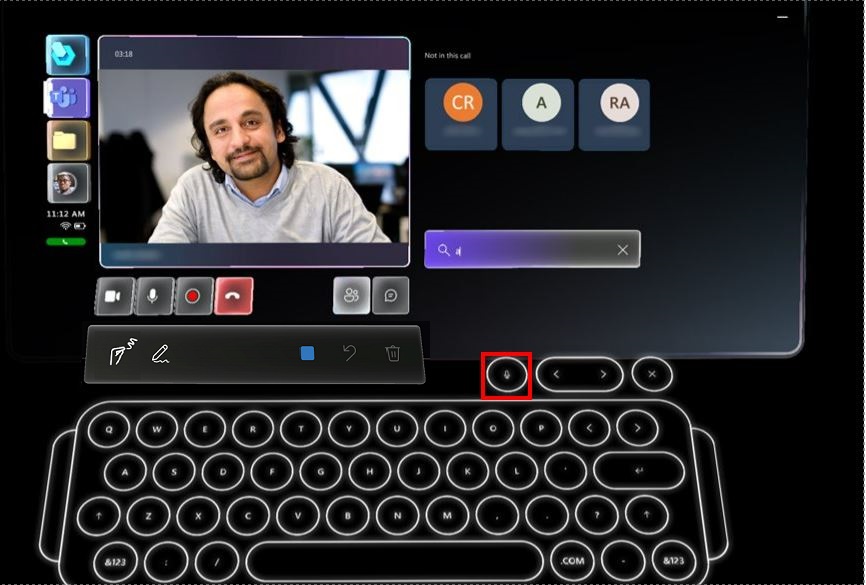 03:18
Not in this call
CR
A
RA
11:12 AM
a
Q W E R T Y U I O P < >
A S D F G H J K L '
Z X C V B N M , . ?
&123 : / .COM - &123